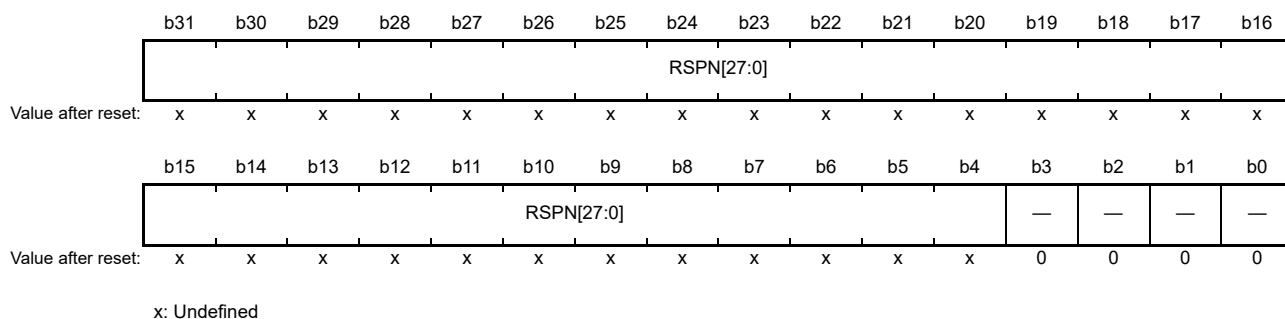 b31 b30 b29 b28 b27 b26 b25 b24 b23 b22 b21 b20 b19 b18 b17 b16
RSPN[27:0]
Value after reset: x x x x x x x x x x x x x x x x
b15 b14 b13 b12 b11 b10 b9 b8 b7 b6 b5 b4 b3 b2 b1 b0
RSPN[27:0] — — — —
Value after reset: x x x x x x x x x x x x 0 0 0 0
x: Undefined